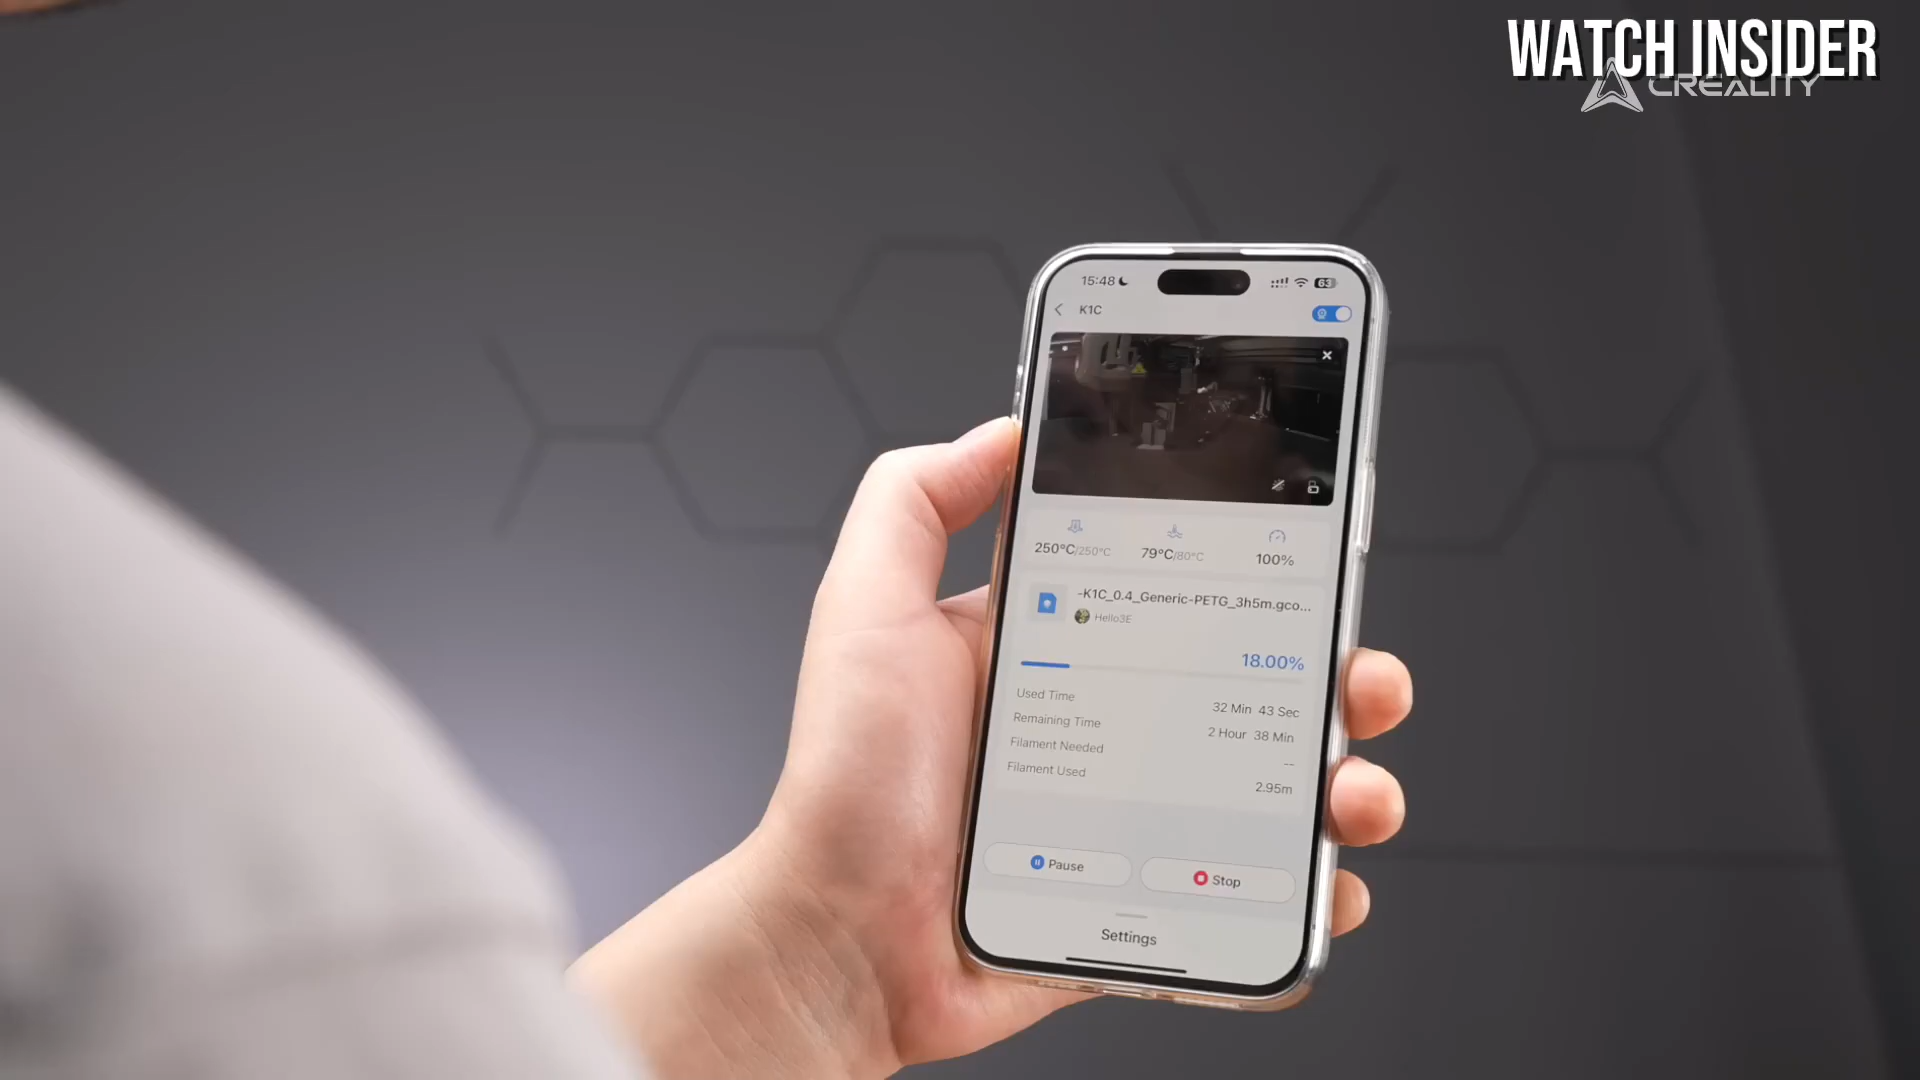 WATCH INSIDER
CREALITY
15:48
63
K1C
250°C/250°C
79°C/80°C
100%
-K1C_0.4_Generic-PETG_3h5m.gco...
Hello3E
18.00%
Used Time 32 Min 43 Sec
Remaining Time 2 Hour 38 Min
Filament Needed --
Filament Used 2.95m
Pause
Stop
Settings